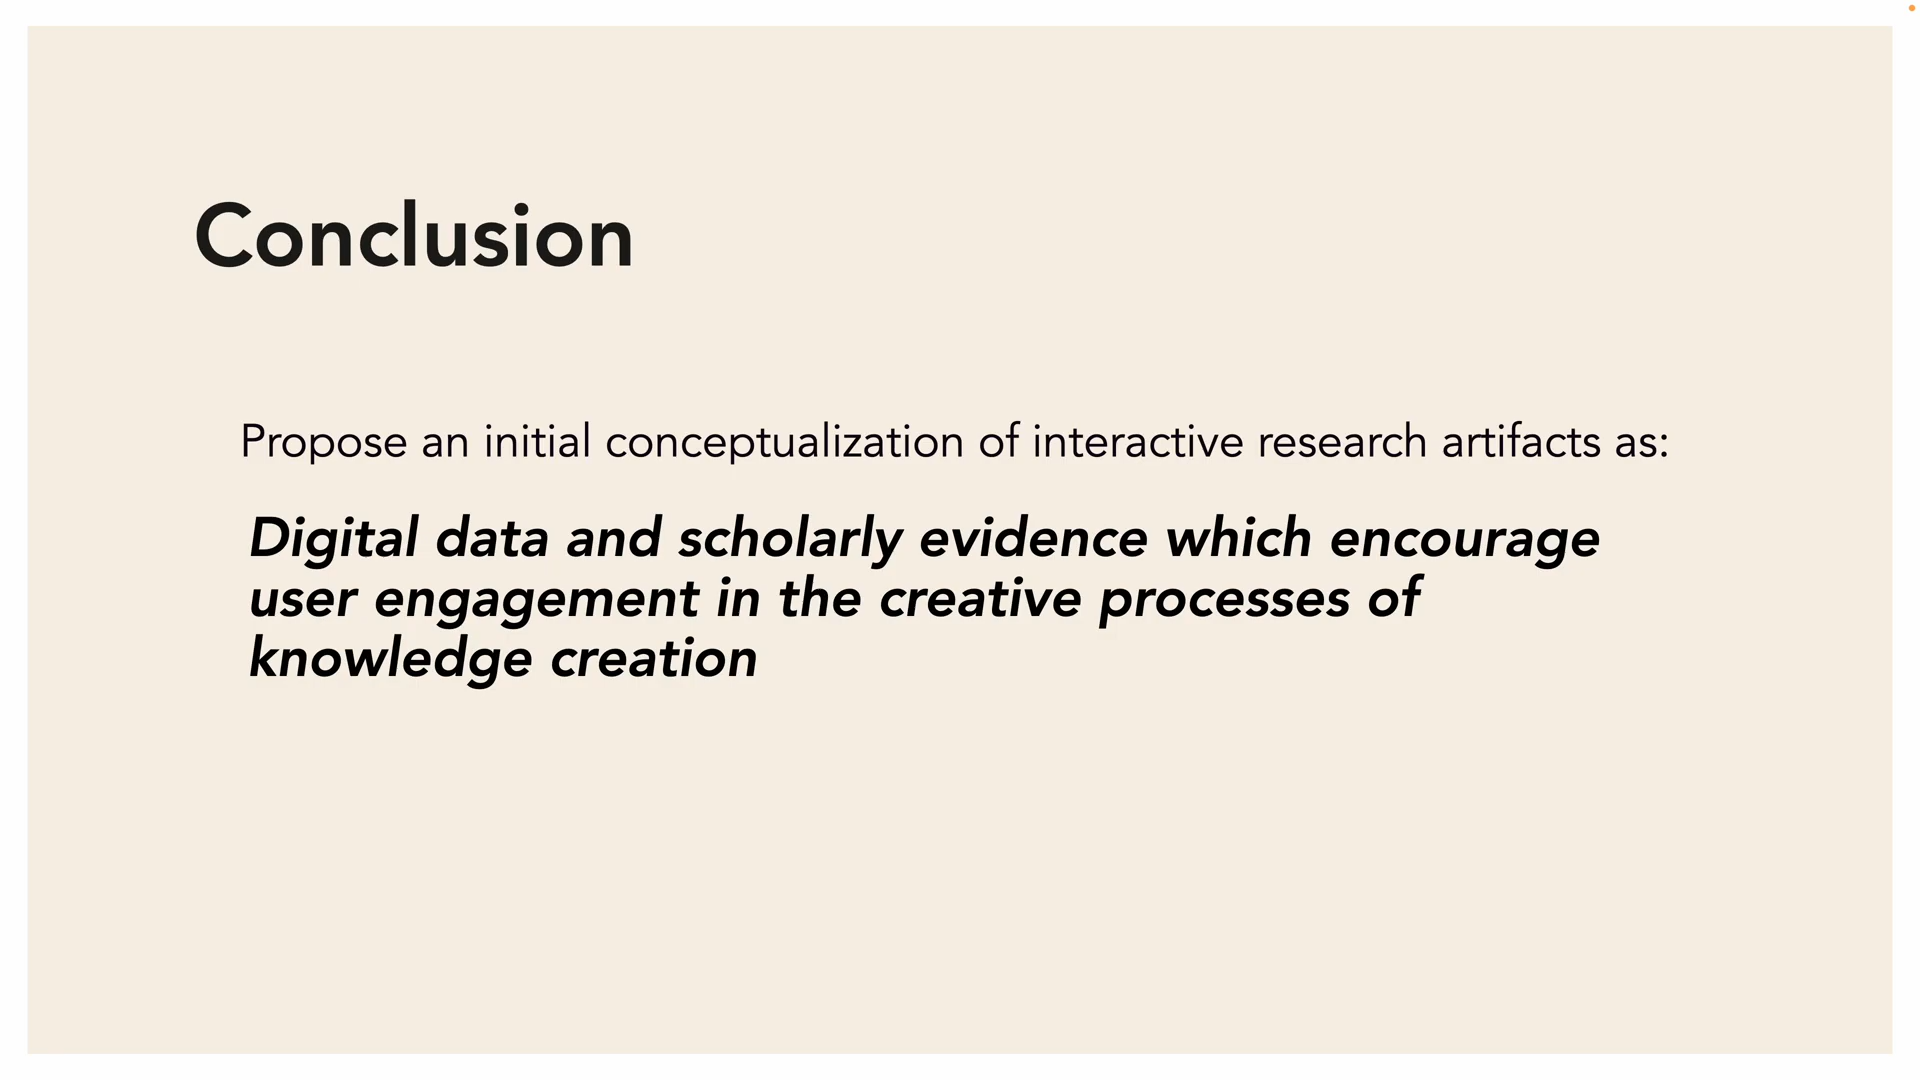 Conclusion
Propose an initial conceptualization of interactive research artifacts as:
Digital data and scholarly evidence which encourage
user engagement in the creative processes of
knowledge creation